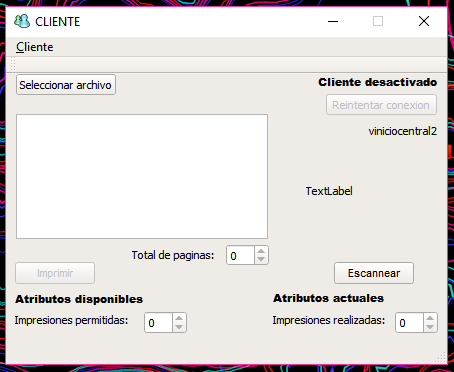 CLIENTE
Cliente
Seleccionar archivo
Cliente desactivado
Reintentar conexion
viniciocentral2
TextLabel
Total de paginas: 0
Imprimir
Escannear
Atributos disponibles
Atributos actuales
Impresiones permitidas: 0
Impresiones realizadas: 0